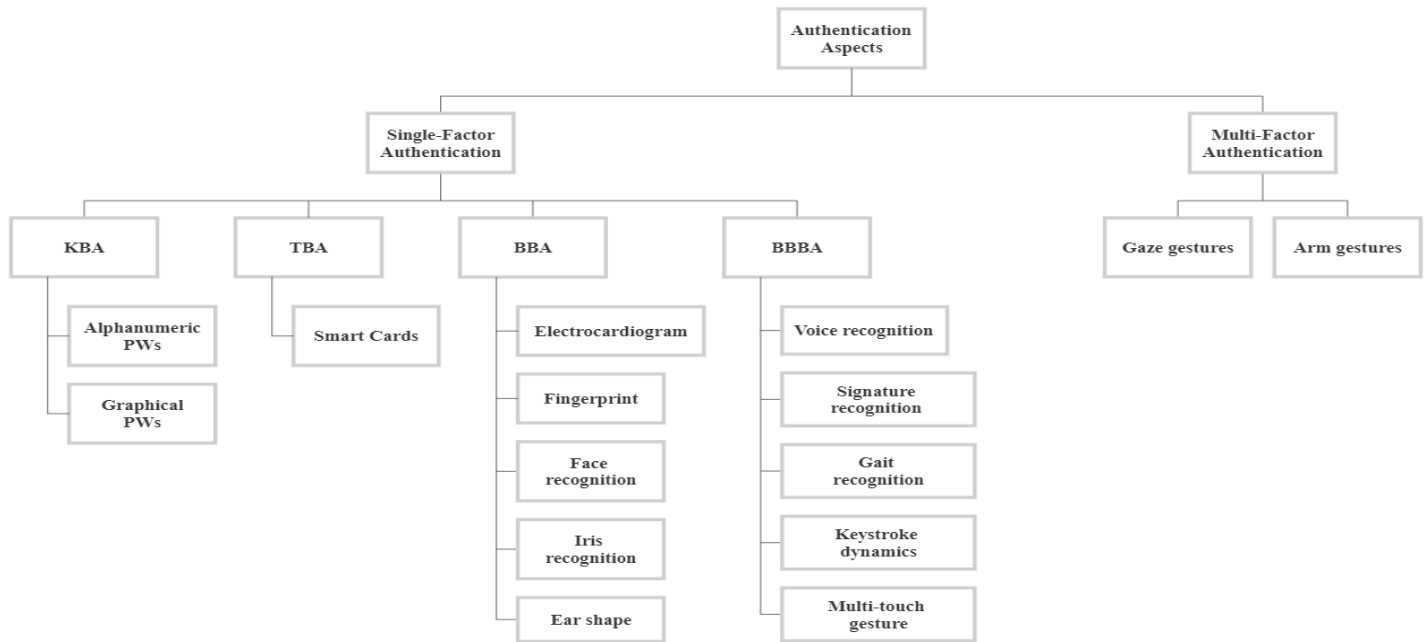 Authentication
Aspects
Single-Factor
Authentication
Multi-Factor
Authentication
KBA
TBA
BBA
BBBA
Gaze gestures
Arm gestures
Alphanumeric
PWs
Graphical
PWs
Smart Cards
Electrocardiogram
Fingerprint
Face
recognition
Iris
recognition
Ear shape
Voice recognition
Signature
recognition
Gait
recognition
Keystroke
dynamics
Multi-touch
gesture